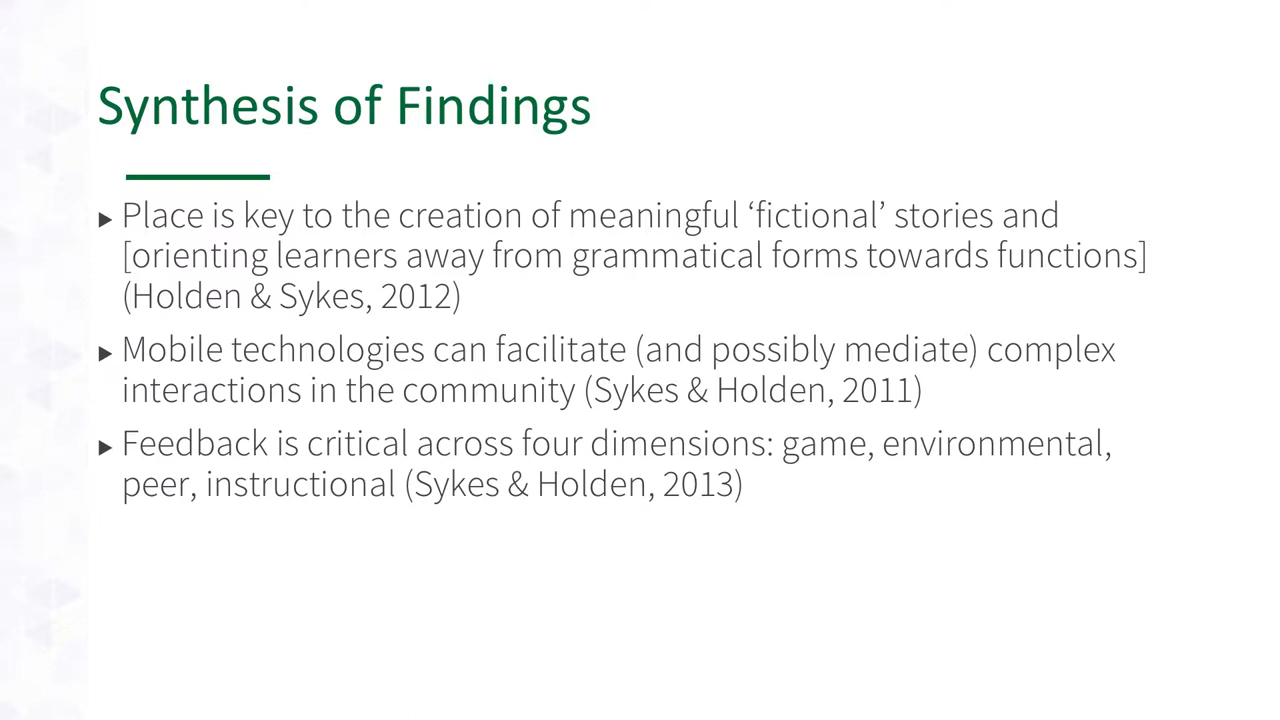 Synthesis of Findings
Place is key to the creation of meaningful ‘fictional’ stories and
[orienting learners away from grammatical forms towards functions]
(Holden & Sykes, 2012)
Mobile technologies can facilitate (and possibly mediate) complex
interactions in the community (Sykes & Holden, 2011)
Feedback is critical across four dimensions: game, environmental,
peer, instructional (Sykes & Holden, 2013)